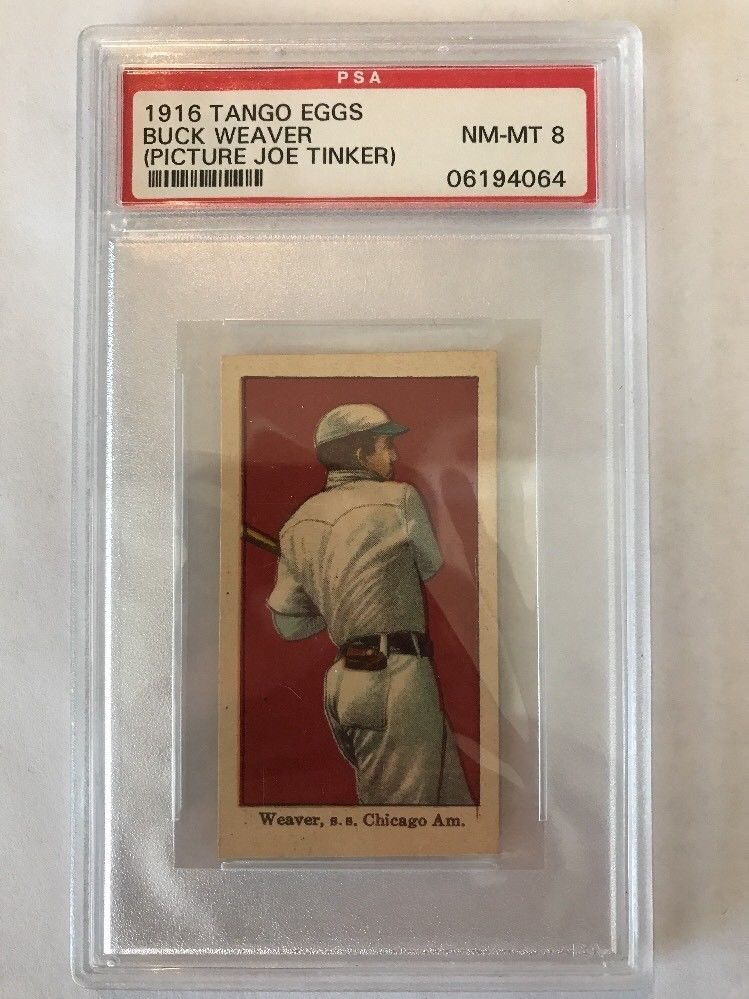 PSA
1916 TANGO EGGS
BUCK WEAVER NM-MT 8
(PICTURE JOE TINKER)
06194064
Weaver, s. s. Chicago Am.